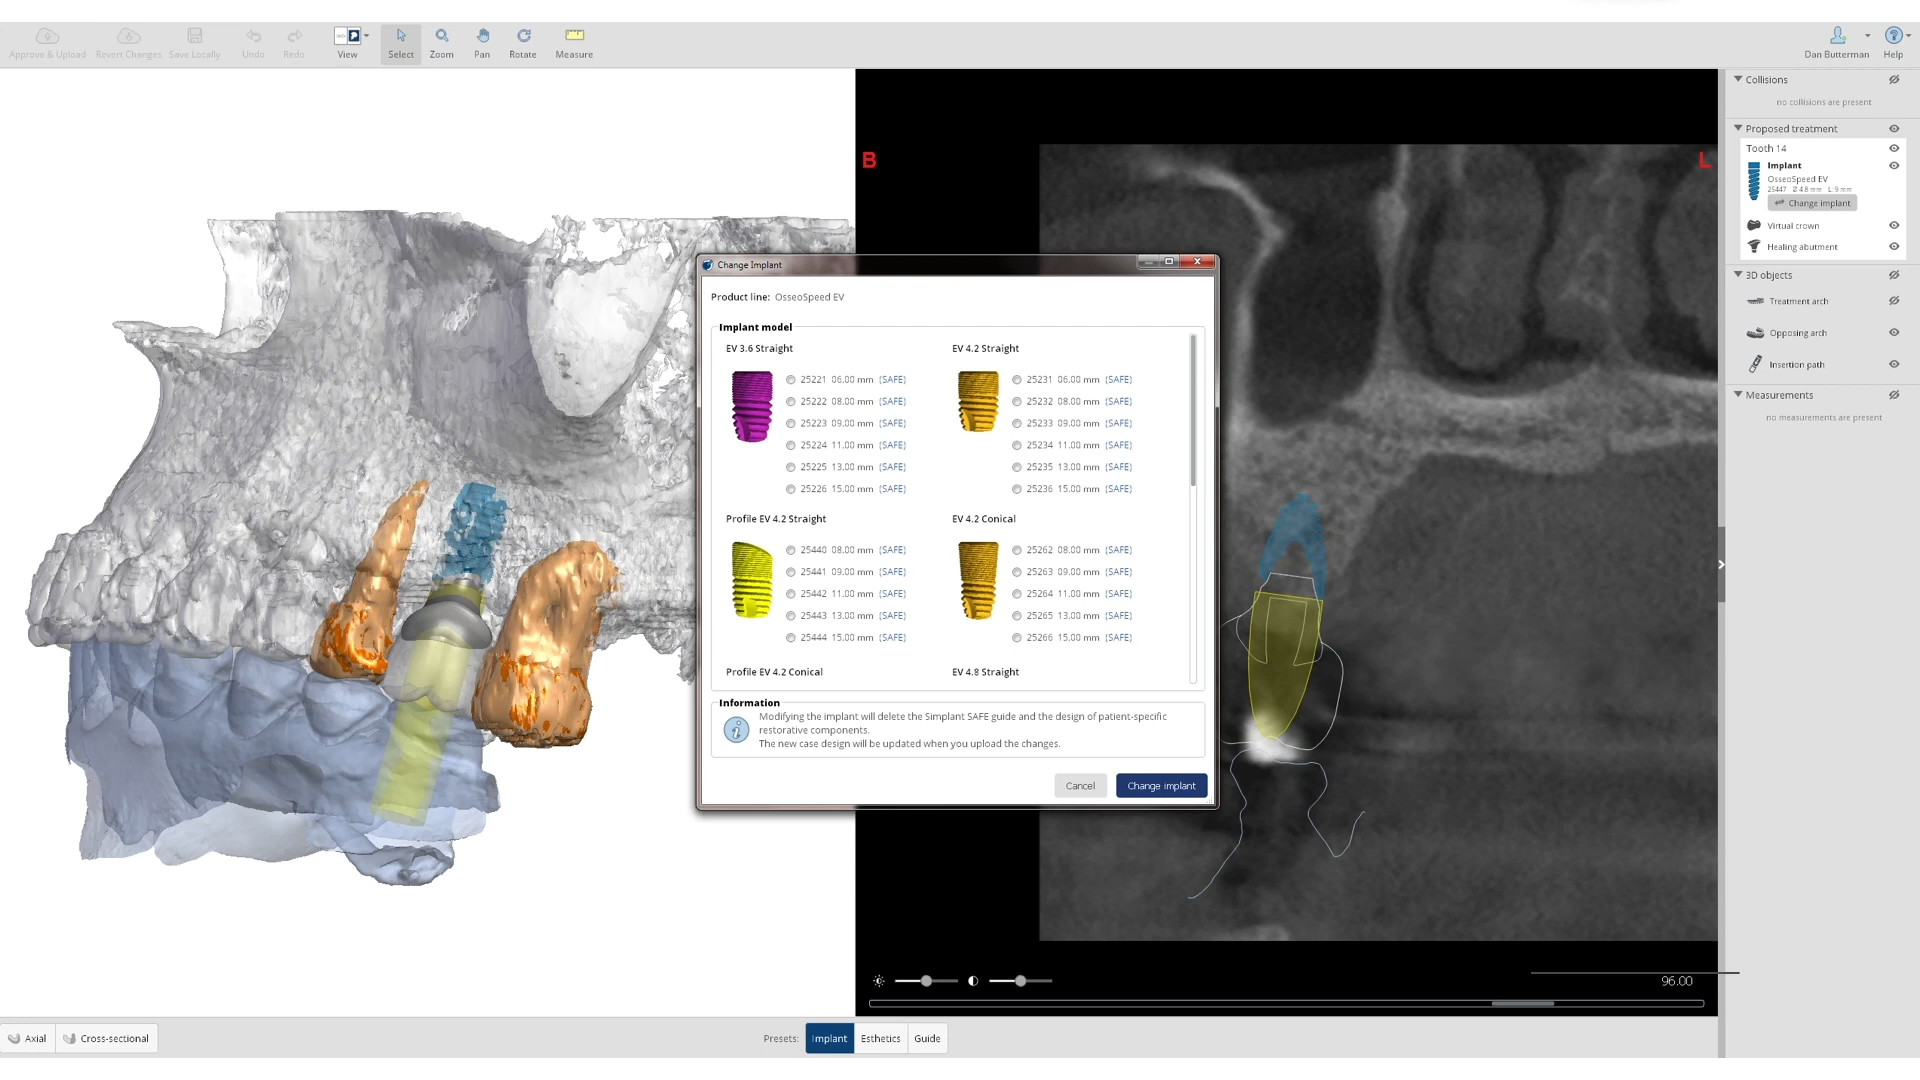 Approve & Upload
Revert Changes
Save Locally
Undo
Redo
View
Select
Zoom
Pan
Rotate
Measure
Dan Butterman
Help
B
L
Change Implant
Product line: OsseoSpeed EV
Implant model
EV 3.6 Straight
25221 06.00 mm (SAFE)
25222 08.00 mm (SAFE)
25223 09.00 mm (SAFE)
25224 11.00 mm (SAFE)
25225 13.00 mm (SAFE)
25226 15.00 mm (SAFE)
EV 4.2 Straight
25231 06.00 mm (SAFE)
25232 08.00 mm (SAFE)
25233 09.00 mm (SAFE)
25234 11.00 mm (SAFE)
25235 13.00 mm (SAFE)
25236 15.00 mm (SAFE)
Profile EV 4.2 Straight
25440 08.00 mm (SAFE)
25441 09.00 mm (SAFE)
25442 11.00 mm (SAFE)
25443 13.00 mm (SAFE)
25444 15.00 mm (SAFE)
EV 4.2 Conical
25262 08.00 mm (SAFE)
25263 09.00 mm (SAFE)
25264 11.00 mm (SAFE)
25265 13.00 mm (SAFE)
25266 15.00 mm (SAFE)
Profile EV 4.2 Conical
EV 4.8 Straight
Information
Modifying the implant will delete the Simplant SAFE guide and the design of patient-specific
restorative components.
The new case design will be updated when you upload the changes.
Cancel
Change implant
Collisions
no collisions are present
Proposed treatment
Tooth 14
Implant
OsseoSpeed EV
25447 Ø 4.8 mm L: 9 mm
Change implant
Virtual crown
Healing abutment
3D objects
Treatment arch
Opposing arch
Insertion path
Measurements
no measurements are present
96.00
Axial
Cross-sectional
Presets:
Implant
Esthetics
Guide